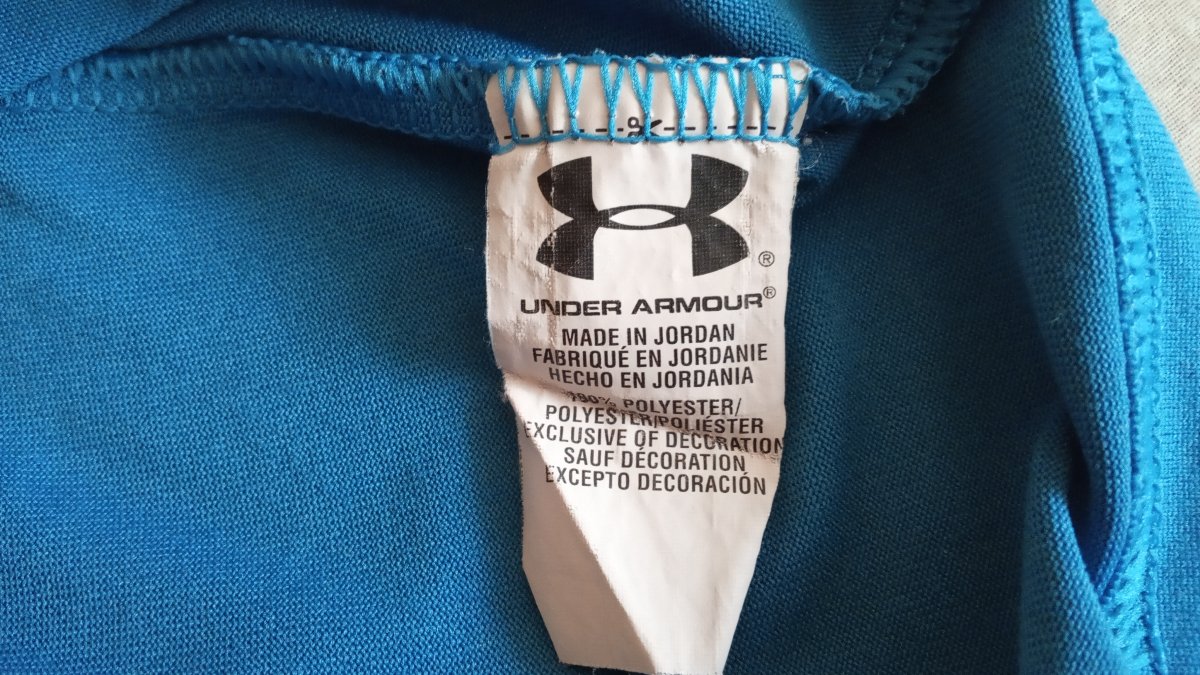 ®
UNDER ARMOUR®
MADE IN JORDAN
FABRIQUÉ EN JORDANIE
HECHO EN JORDANIA
100% POLYESTER/
POLYESTER/POLIÉSTER
EXCLUSIVE OF DECORATION
SAUF DÉCORATION
EXCEPTO DECORACIÓN